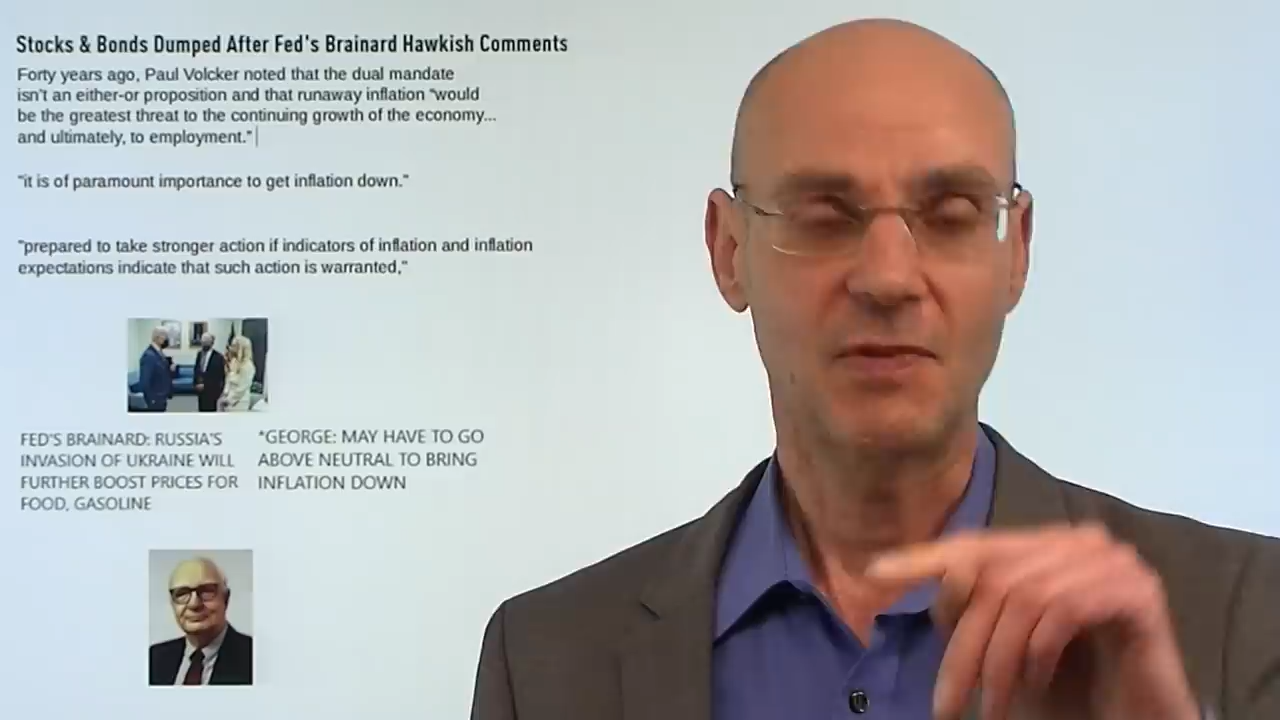 Stocks & Bonds Dumped After Fed's Brainard Hawkish Comments
Forty years ago, Paul Volcker noted that the dual mandate
isn't an either-or proposition and that runaway inflation “would
be the greatest threat to the continuing growth of the economy...
and ultimately, to employment.”
"it is of paramount importance to get inflation down."
"prepared to take stronger action if indicators of inflation and inflation
expectations indicate that such action is warranted,"
FED'S BRAINARD: RUSSIA'S
INVASION OF UKRAINE WILL
FURTHER BOOST PRICES FOR
FOOD, GASOLINE
*GEORGE: MAY HAVE TO GO
ABOVE NEUTRAL TO BRING
INFLATION DOWN